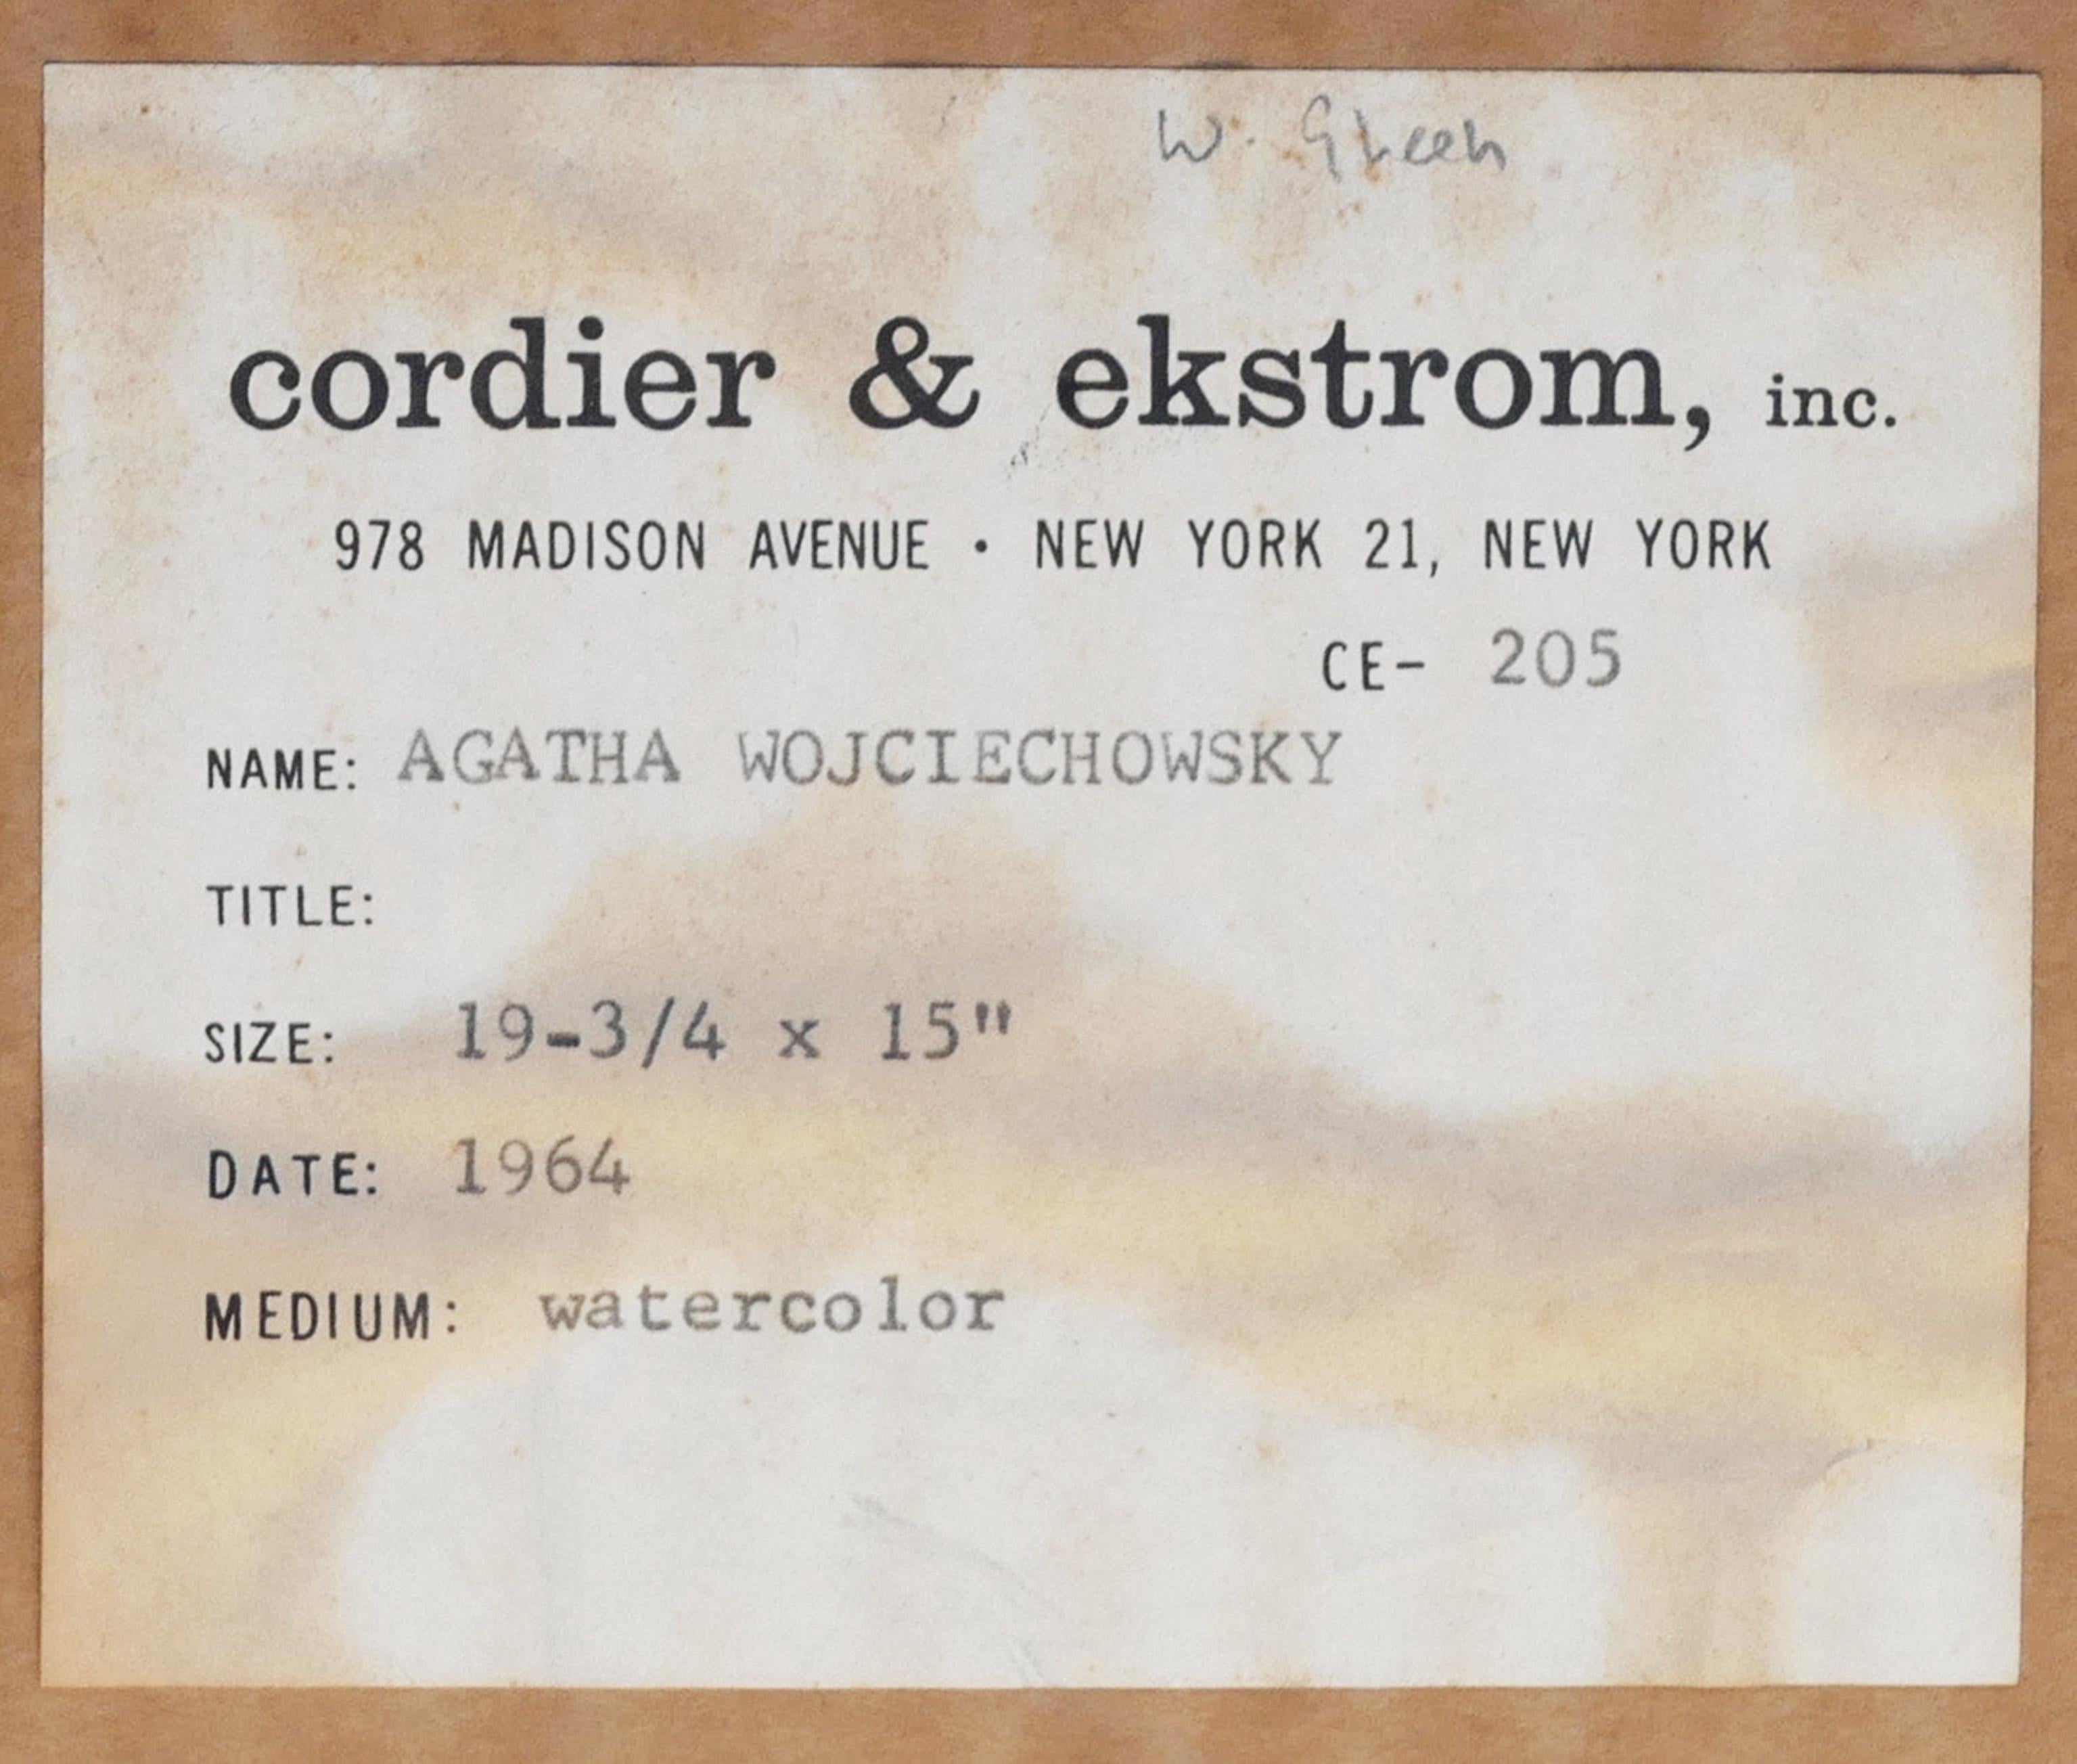 W. Green
cordier & ekstrom, inc.
978 MADISON AVENUE · NEW YORK 21, NEW YORK
CE- 205
NAME: AGATHA WOJCIECHOWSKY
TITLE:
SIZE: 19-3/4 x 15"
DATE: 1964
MEDIUM: watercolor